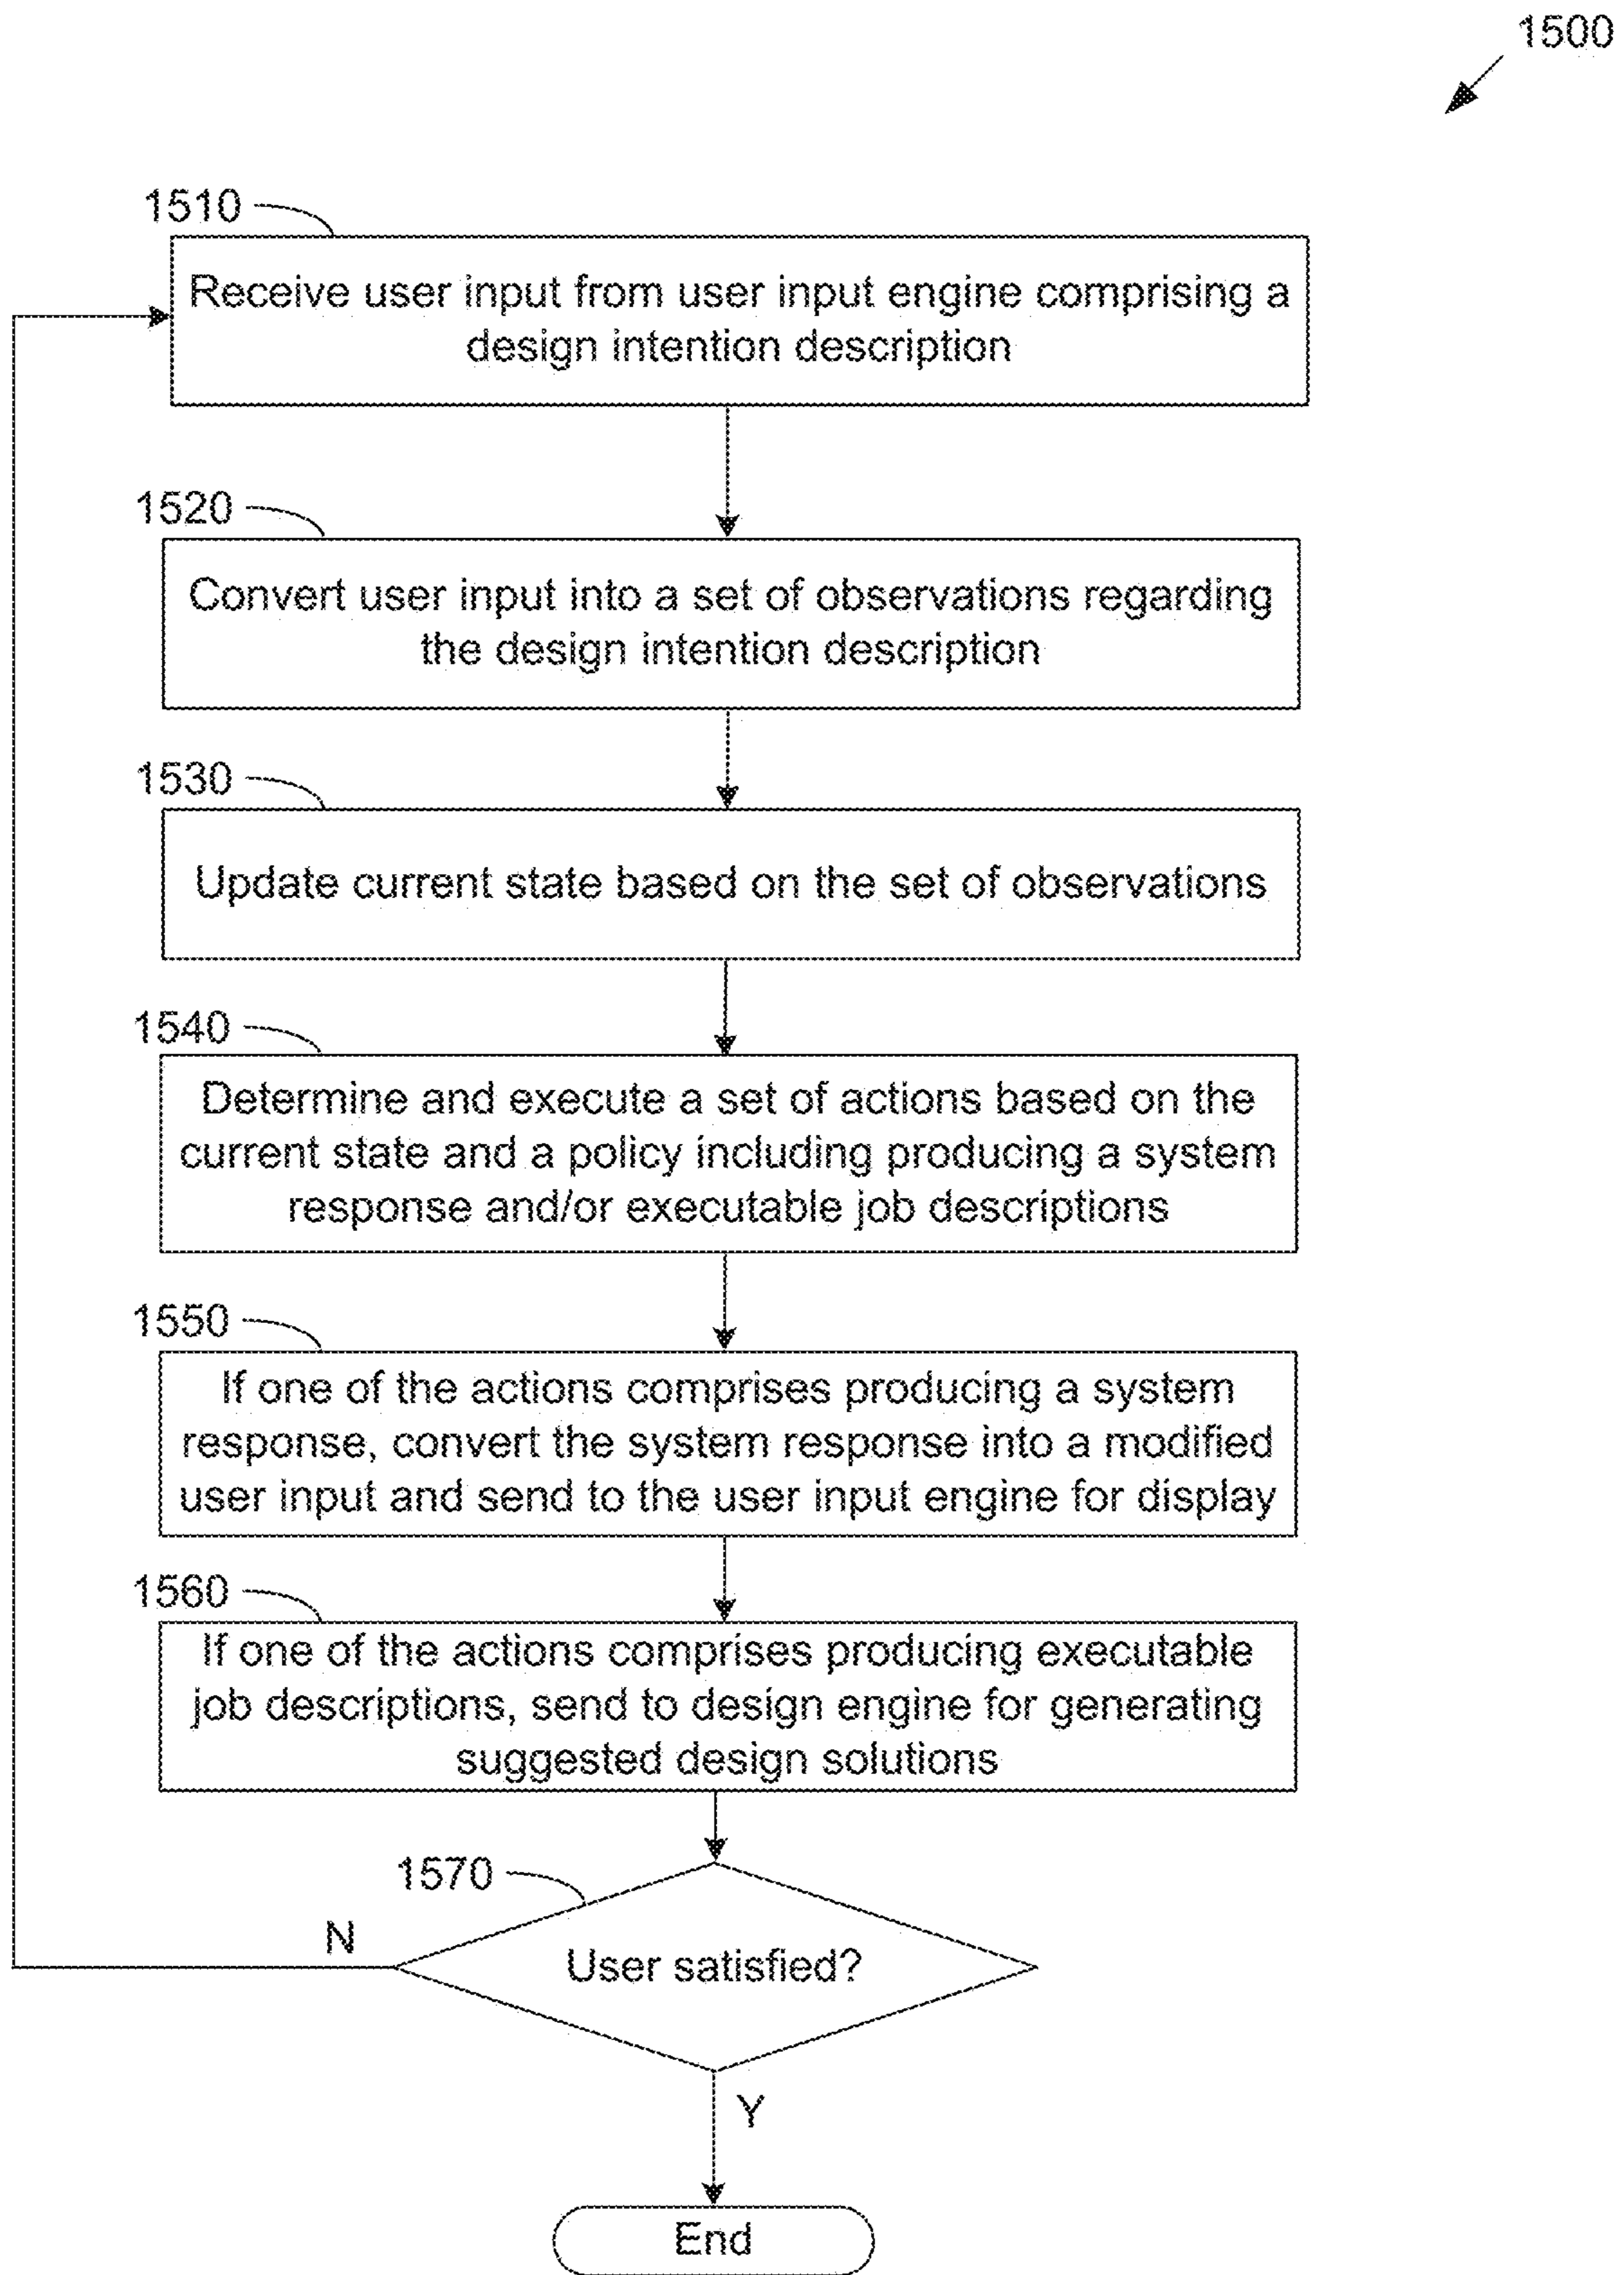 1500
1510
Receive user input from user input engine comprising a
design intention description
1520
Convert user input into a set of observations regarding
the design intention description
1530
Update current state based on the set of observations
1540
Determine and execute a set of actions based on the
current state and a policy including producing a system
response and/or executable job descriptions
1550
If one of the actions comprises producing a system
response, convert the system response into a modified
user input and send to the user input engine for display
1560
If one of the actions comprises producing executable
job descriptions, send to design engine for generating
suggested design solutions
1570
N
User satisfied?
Y
End